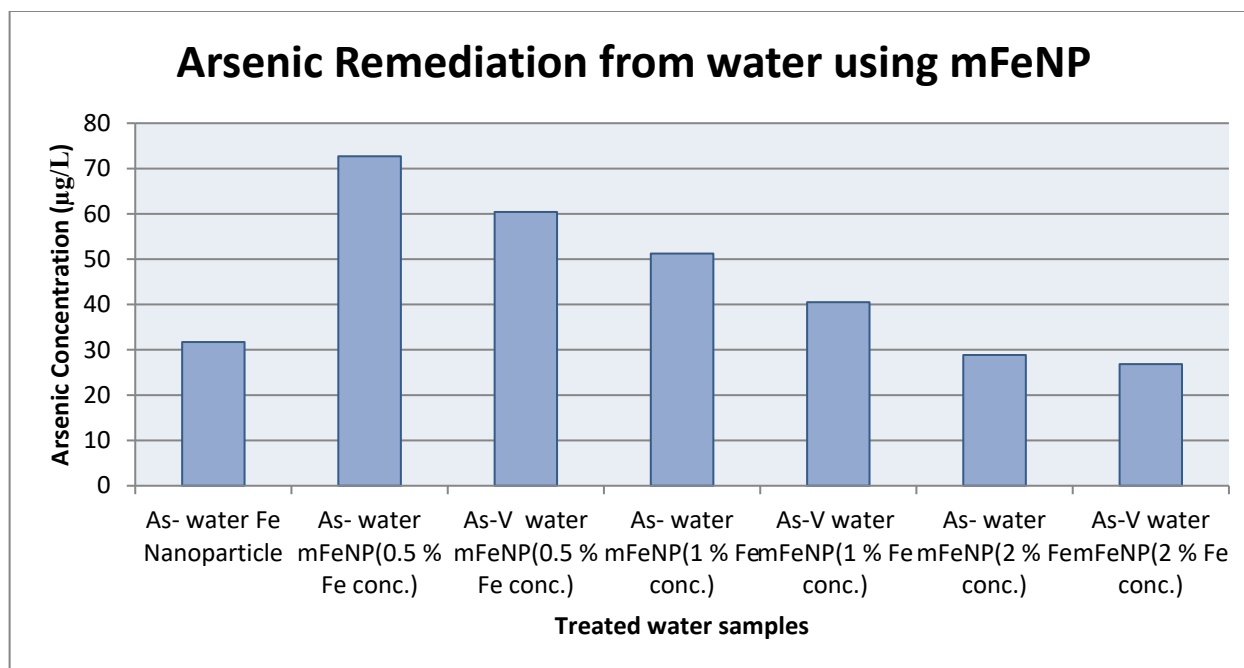 Arsenic Remediation from water using mFeNP
Arsenic Concentration (µg/L)
80
70
60
50
40
30
20
10
0
As- water Fe
Nanoparticle
As- water
mFeNP(0.5 %
Fe conc.)
As-V water
mFeNP(0.5 %
Fe conc.)
As- water
mFeNP(1 % Fe
conc.)
As-V water
mFeNP(1 % Fe
conc.)
As- water
mFeNP(2 % Fe
conc.)
As-V water
mFeNP(2 % Fe
conc.)
Treated water samples